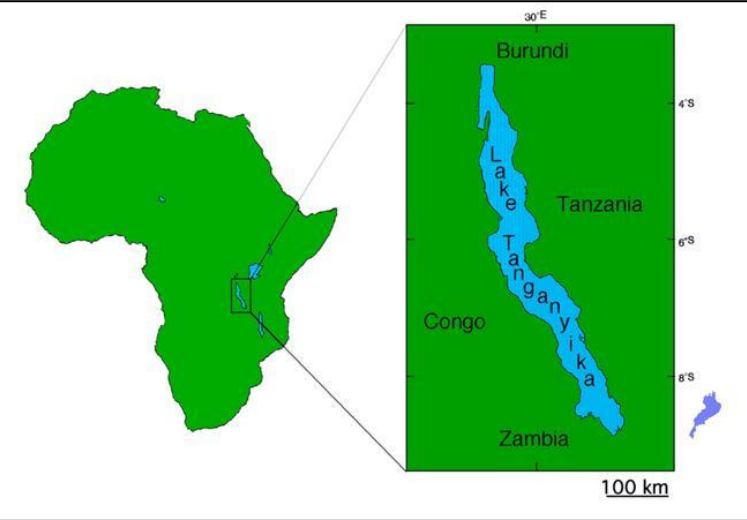 30°E
Burundi
4°S
Lake
Tanzania
6°S
Tanganyika
Congo
8°S
Zambia
100 km